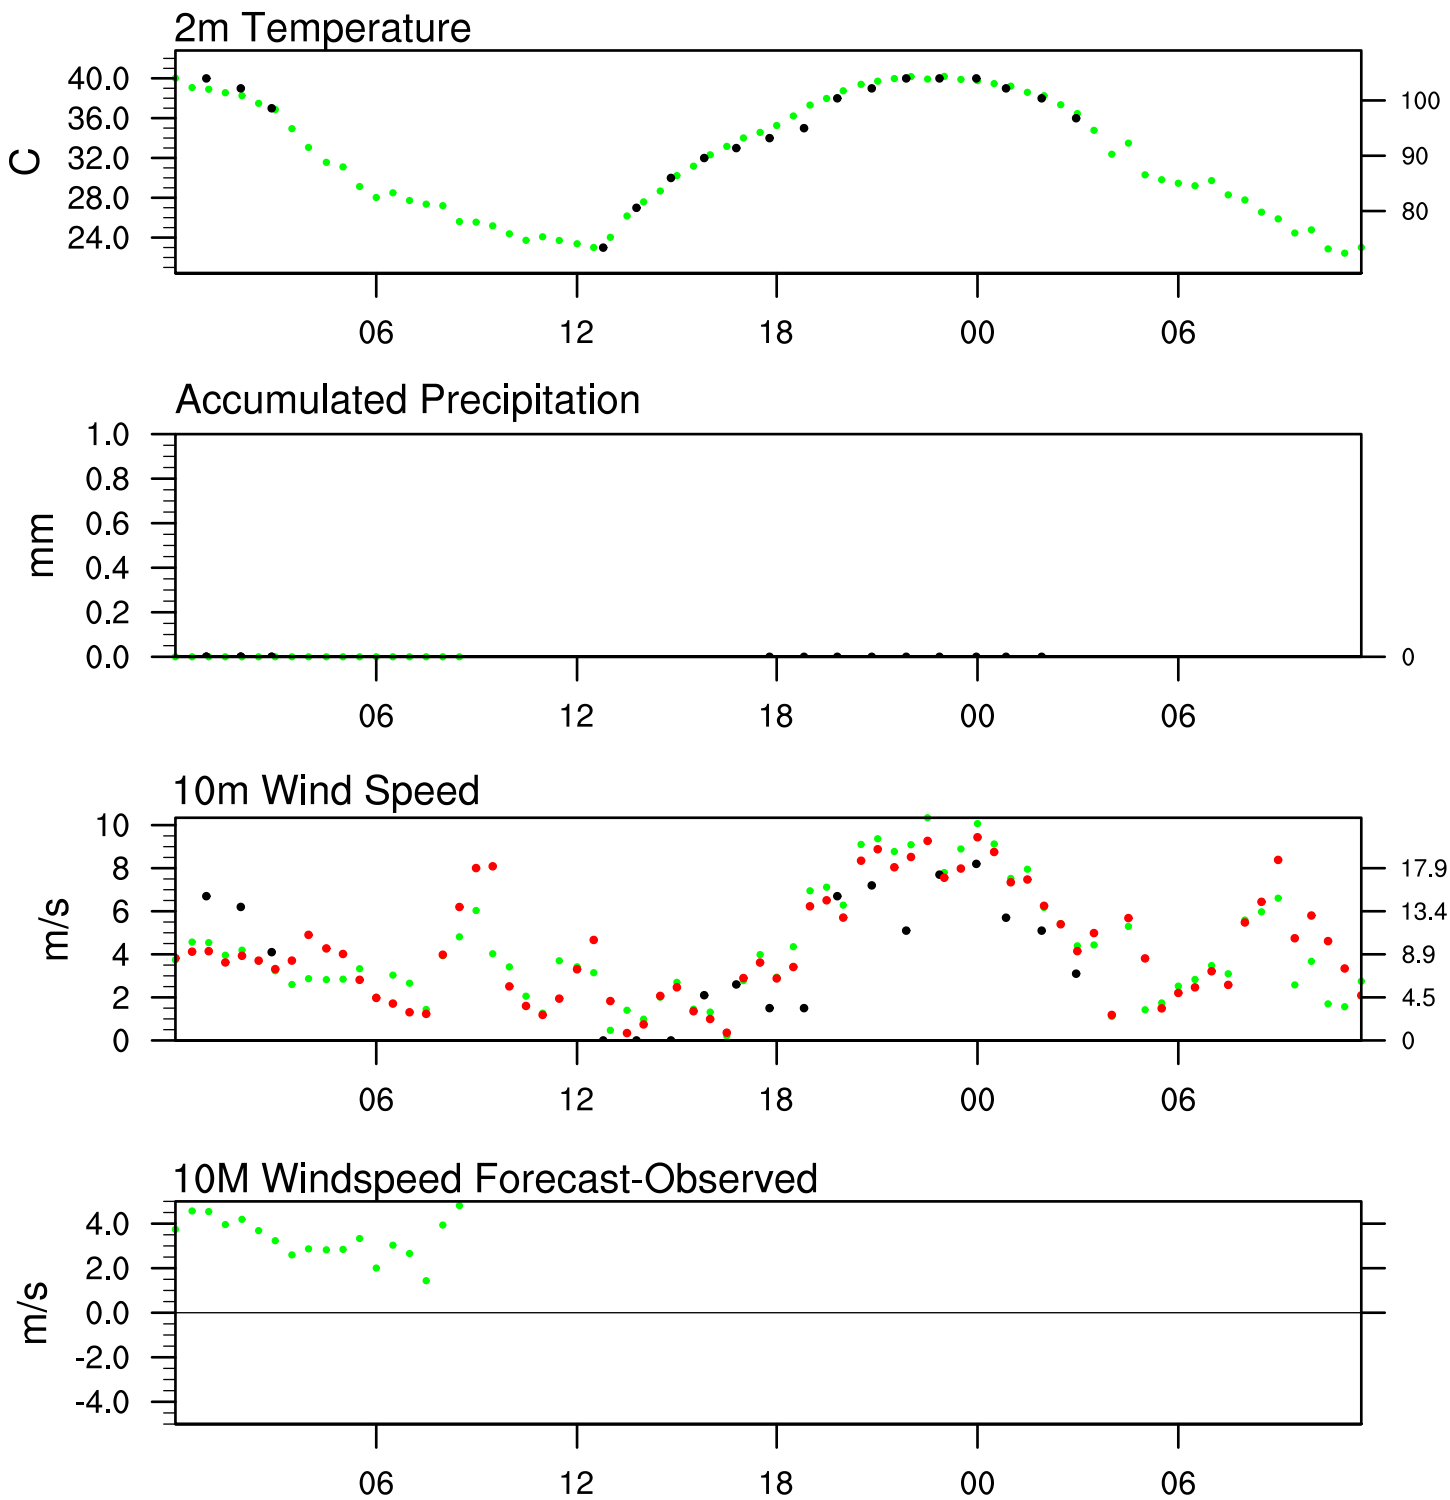 2m Temperature
40.0
36.0
32.0
28.0
24.0
C
100
90
80
06 12 18 00 06
Accumulated Precipitation
1.0
0.8
0.6
0.4
0.2
0.0
mm
0
06 12 18 00 06
10m Wind Speed
10
8
6
4
2
0
m/s
17.9
13.4
8.9
4.5
0
06 12 18 00 06
10M Windspeed Forecast-Observed
4.0
2.0
0.0
-2.0
-4.0
m/s
06 12 18 00 06